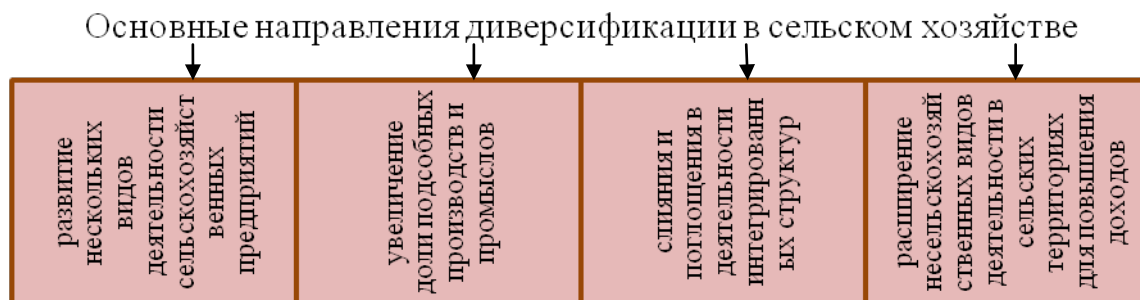 Основные направления диверсификации в сельском хозяйстве
развитие
нескольких
видов
деятельности
сельскохозяйст
венных
предприятий
увеличение
доли подсобных
производств и
промыслов
слияния и
поглощения в
деятельности
интегрированн
ых структур
расширение
несельскохозяй
ственных видов
деятельности в
сельских
территориях
для повышения
доходов